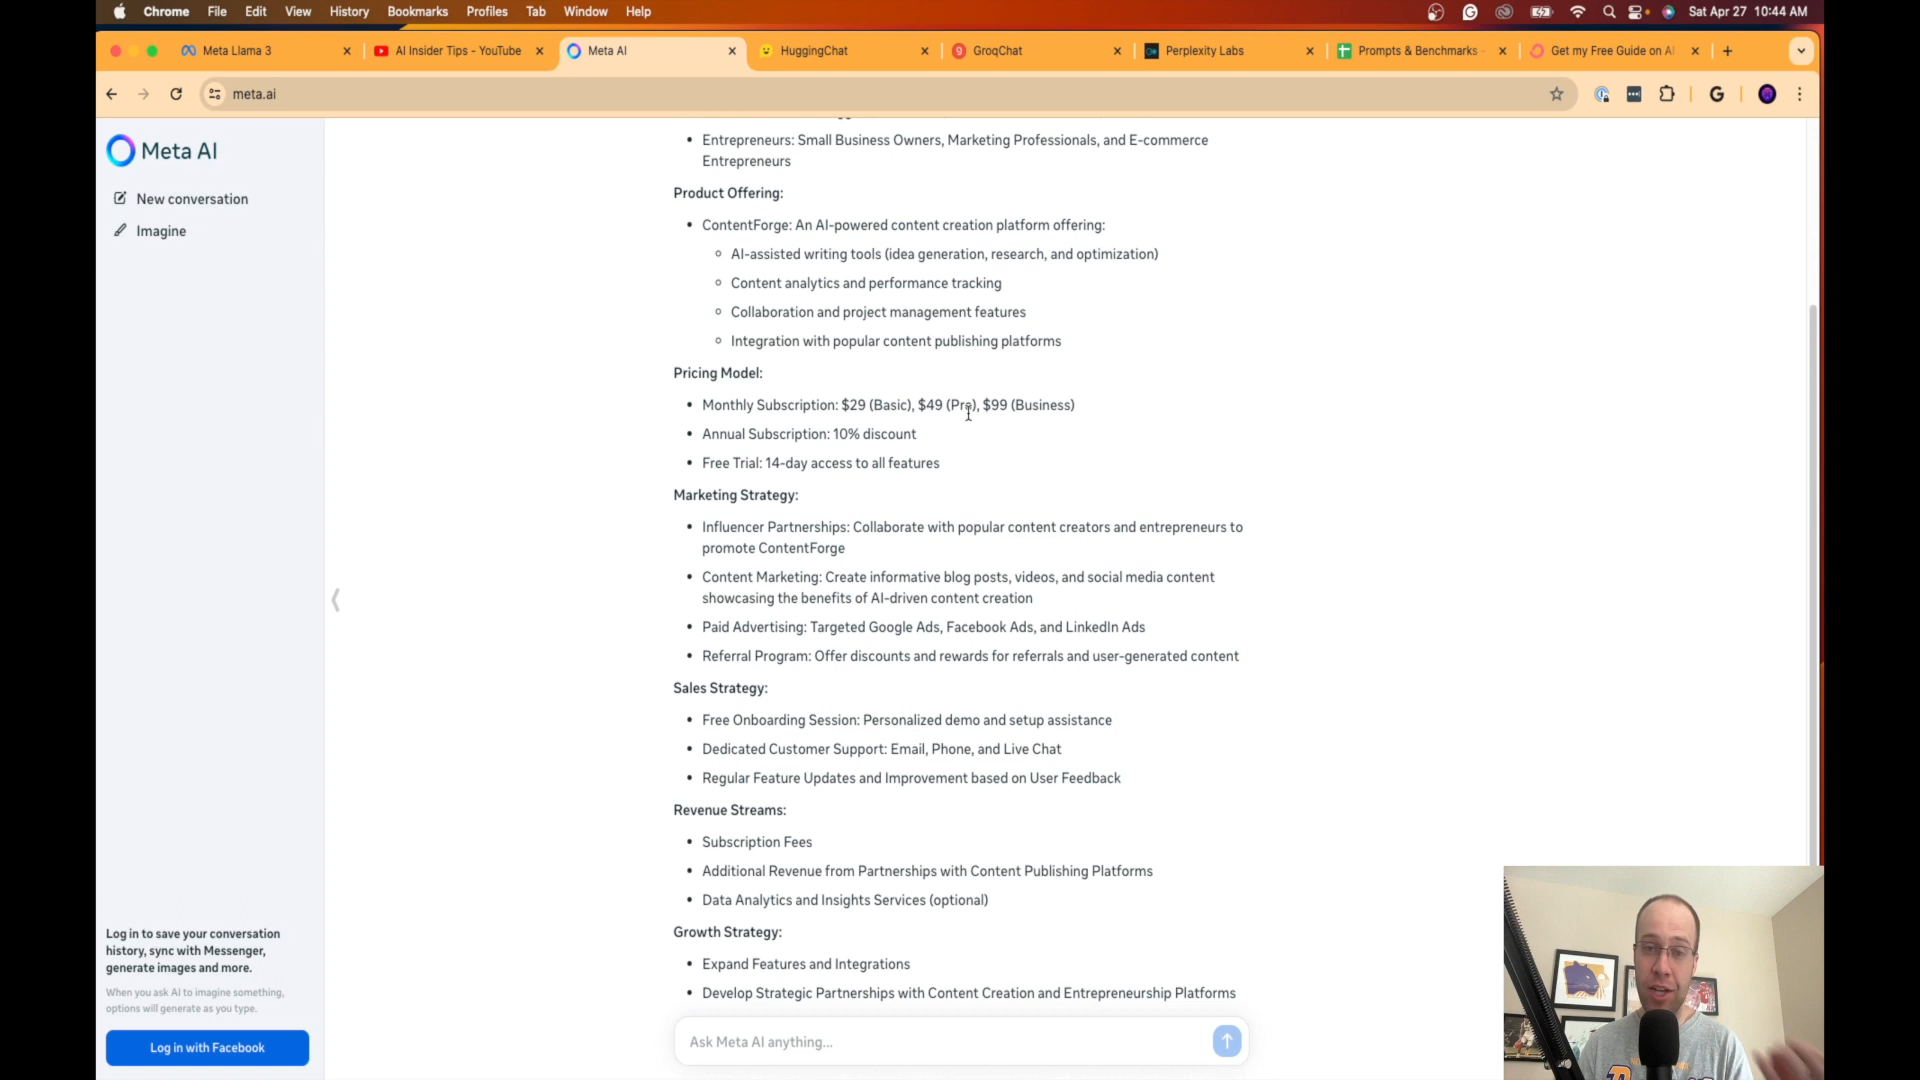 Chrome File Edit View History Bookmarks Profiles Tab Window Help Sat Apr 27 10:44 AM
Meta Llama 3 AI Insider Tips - YouTube Meta AI HuggingChat GroqChat Perplexity Labs Prompts & Benchmarks - Get my Free Guide on AI
meta.ai
Meta AI
New conversation
Imagine
Entrepreneurs: Small Business Owners, Marketing Professionals, and E-commerce
Entrepreneurs
Product Offering:
ContentForge: An AI-powered content creation platform offering:
AI-assisted writing tools (idea generation, research, and optimization)
Content analytics and performance tracking
Collaboration and project management features
Integration with popular content publishing platforms
Pricing Model:
Monthly Subscription: $29 (Basic), $49 (Pro), $99 (Business)
Annual Subscription: 10% discount
Free Trial: 14-day access to all features
Marketing Strategy:
Influencer Partnerships: Collaborate with popular content creators and entrepreneurs to
promote ContentForge
Content Marketing: Create informative blog posts, videos, and social media content
showcasing the benefits of AI-driven content creation
Paid Advertising: Targeted Google Ads, Facebook Ads, and LinkedIn Ads
Referral Program: Offer discounts and rewards for referrals and user-generated content
Sales Strategy:
Free Onboarding Session: Personalized demo and setup assistance
Dedicated Customer Support: Email, Phone, and Live Chat
Regular Feature Updates and Improvement based on User Feedback
Revenue Streams:
Subscription Fees
Additional Revenue from Partnerships with Content Publishing Platforms
Data Analytics and Insights Services (optional)
Growth Strategy:
Expand Features and Integrations
Develop Strategic Partnerships with Content Creation and Entrepreneurship Platforms
Log in to save your conversation
history, sync with Messenger,
generate images and more.
When you ask AI to imagine something,
options will generate as you type.
Log in with Facebook
Ask Meta AI anything...